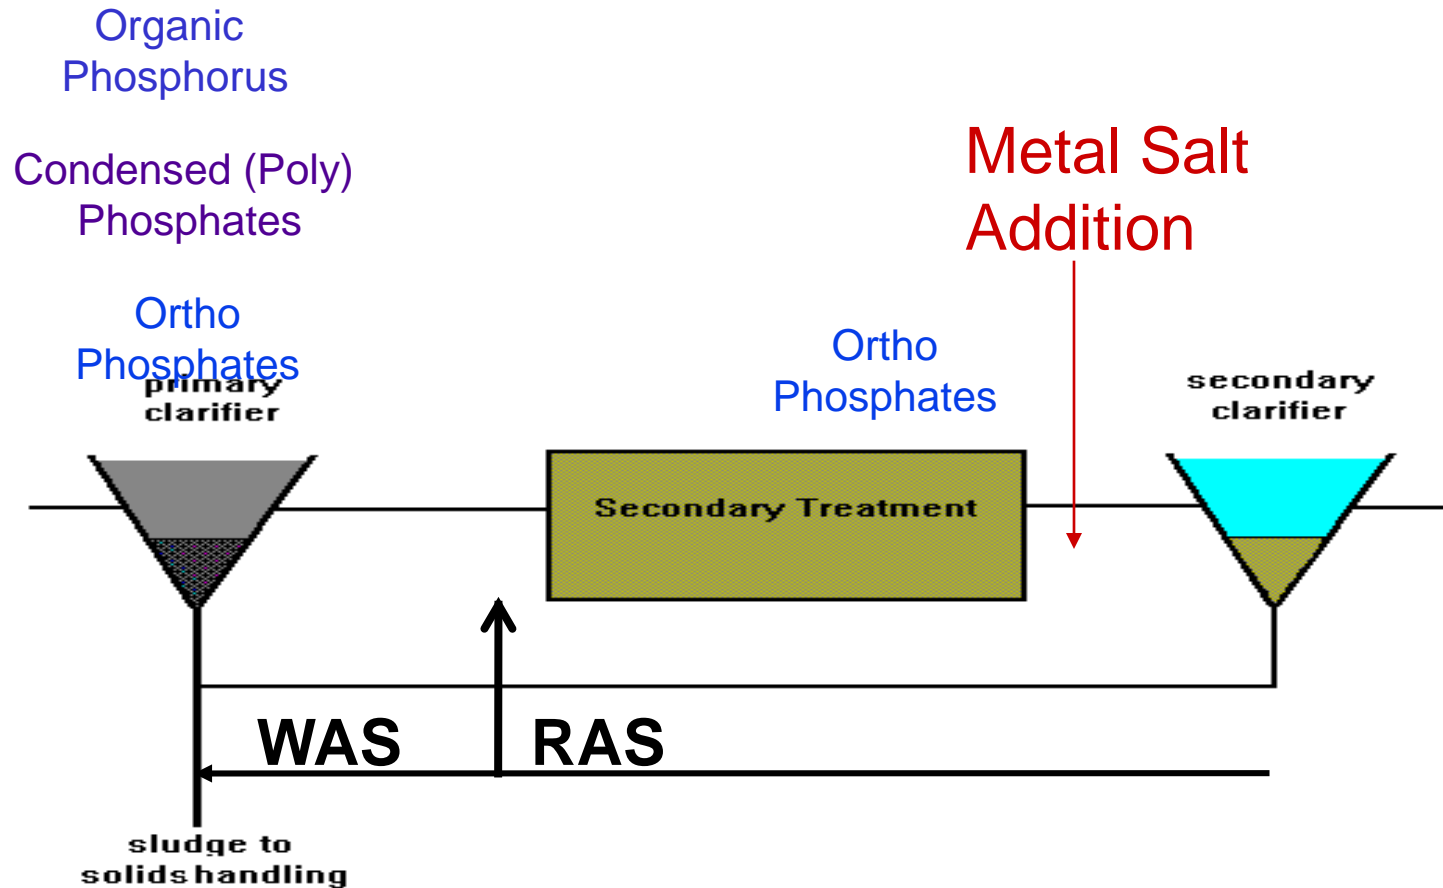 Organic
Phosphorus
Condensed (Poly)
Phosphates
Ortho
Phosphates
Metal Salt
Addition
Ortho
Phosphates
primary
clarifier
secondary
clarifier
Secondary Treatment
WAS
RAS
sludge to
solids handling